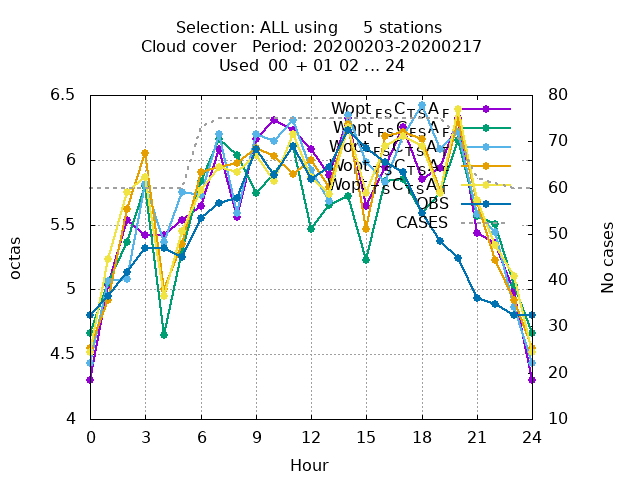 Selection: ALL using 5 stations
Cloud cover Period: 20200203-20200217
Used 00 + 01 02 ... 24
6.5
6
5.5
5
4.5
4
octas
80
70
60
50
40
30
20
10
No cases
OBS
CASES
0 3 6 9 12 15 18 21 24
Hour